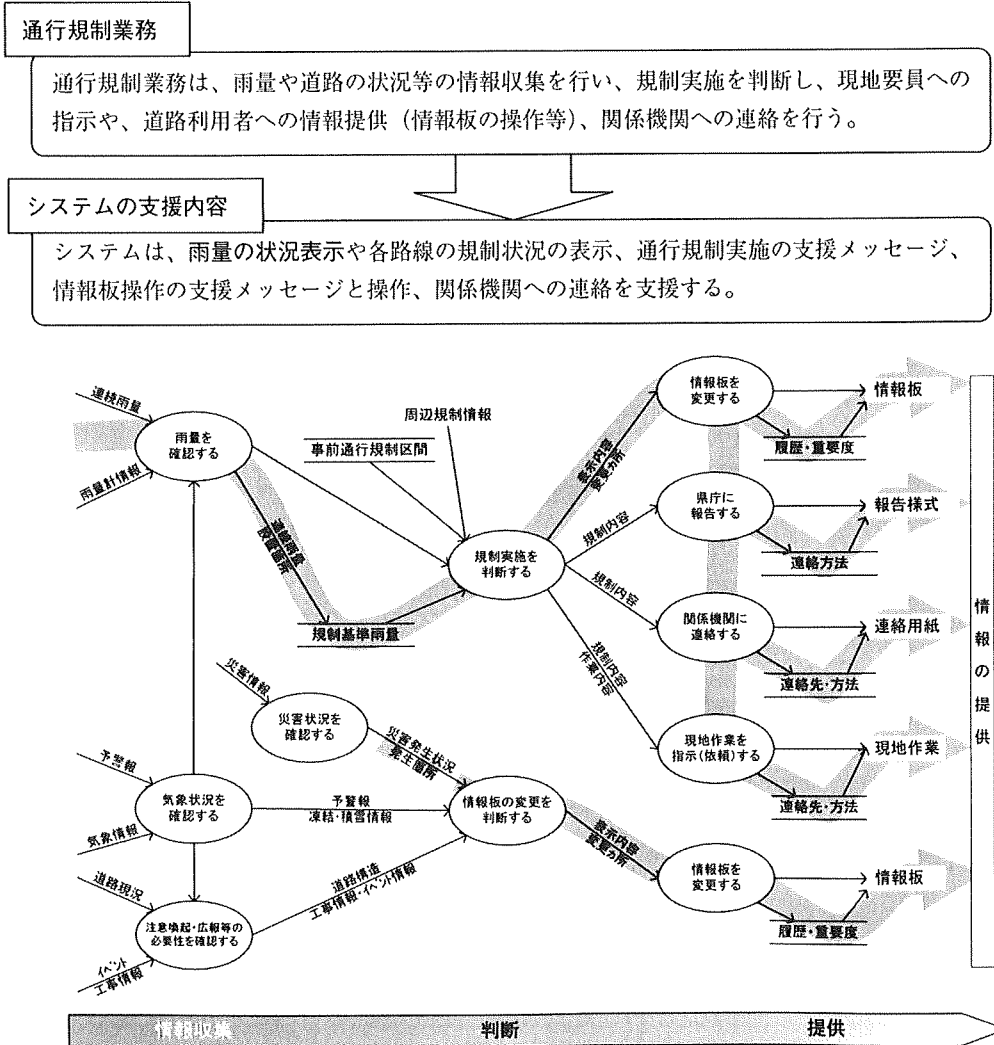 通行規制業務
通行規制業務は、雨量や道路の状況等の情報収集を行い、規制実施を判断し、現地要員への
指示や、道路利用者への情報提供（情報板の操作等）、関係機関への連絡を行う。
システムの支援内容
システムは、雨量の状況表示や各路線の規制状況の表示、通行規制実施の支援メッセージ、
情報板操作の支援メッセージと操作、関係機関への連絡を支援する。
連続雨量
雨量計情報
雨量を
確認する
周辺規制情報
事前通行規制区間
連続雨量
設置箇所
規制基準雨量
規制実施を
判断する
表示内容
変更カ所
規制内容
規制内容
規制内容
作業内容
情報板を
変更する
情報板
履歴・重要度
県庁に
報告する
報告様式
連絡方法
関係機関に
連絡する
連絡用紙
連絡先・方法
現地作業を
指示(依頼)する
現地作業
連絡先・方法
災害情報
災害状況を
確認する
災害発生状況
発生箇所
予警報
気象情報
気象状況を
確認する
予警報
凍結・積雪情報
情報板の変更を
判断する
表示内容
変更カ所
情報板を
変更する
情報板
履歴・重要度
道路現況
イベント
工事情報
注意喚起・広報等の
必要性を確認する
道路構造
工事情報・イベント情報
情報の提供
情報収集
判断
提供